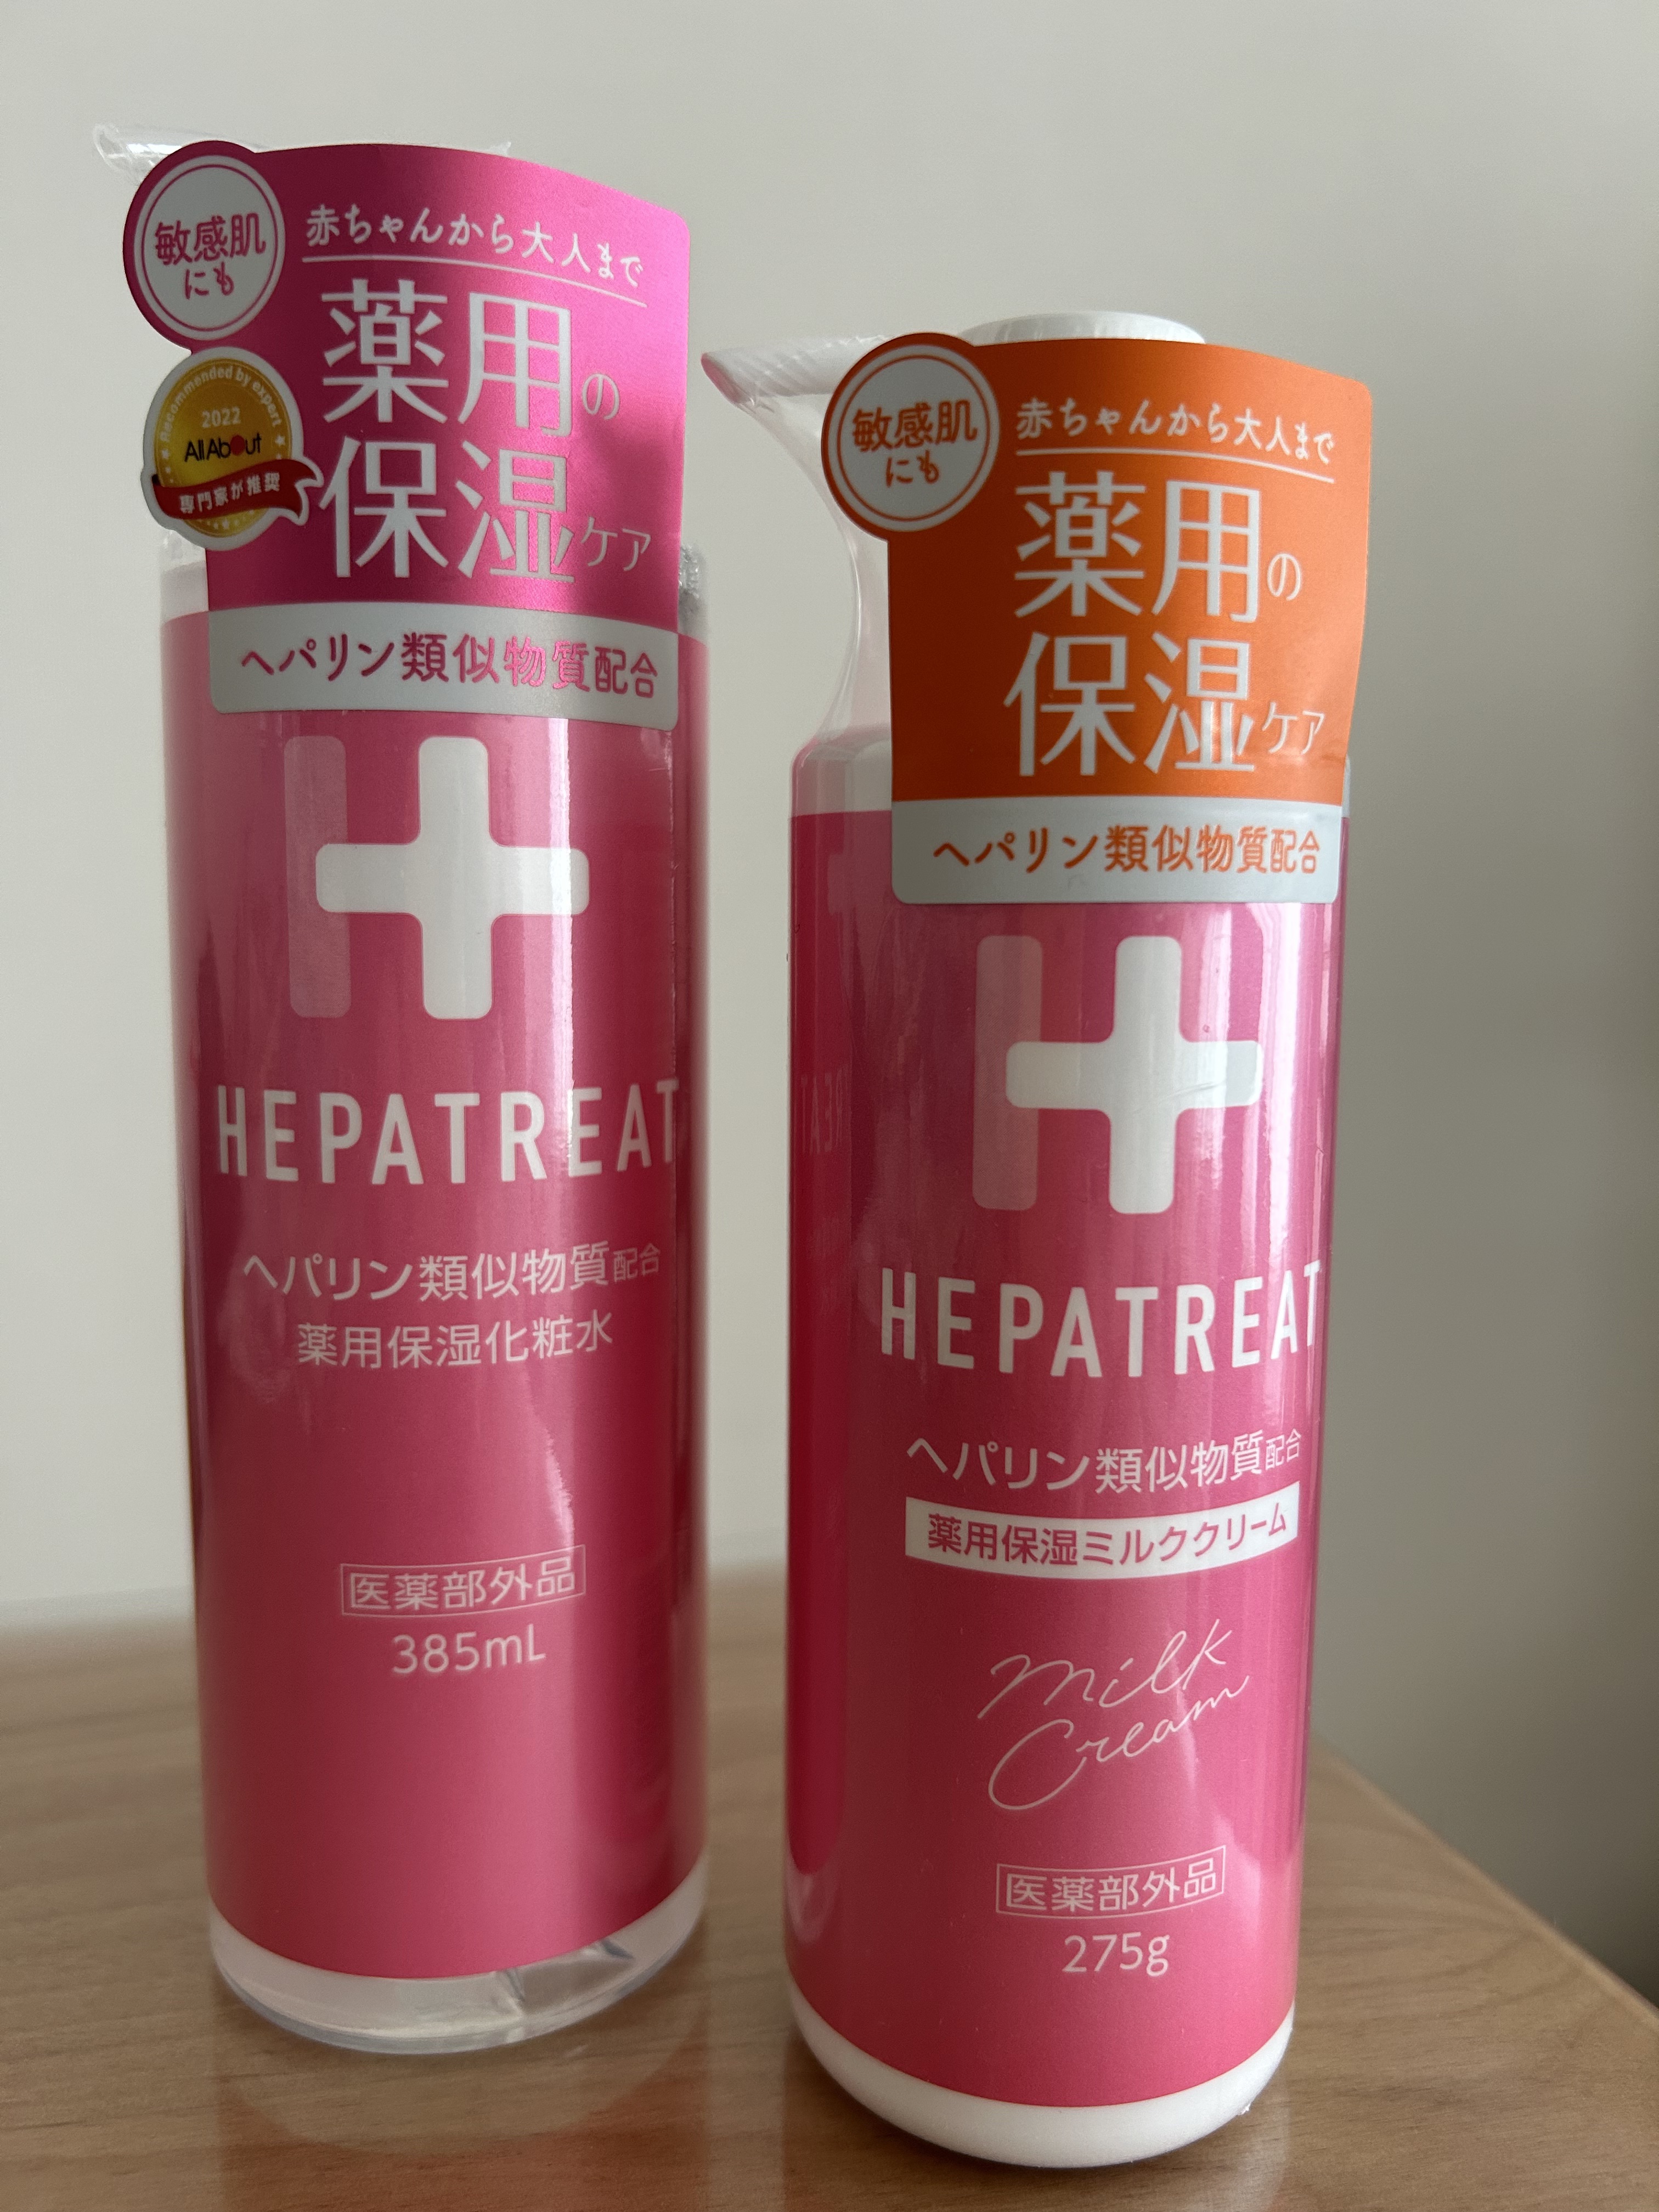 敏感肌
にも
赤ちゃんから大人まで
薬用の
保湿ケア
Recommended by expert
2022
All About
専門家が推奨
ヘパリン類似物質配合
HEPATREAT
ヘパリン類似物質配合
薬用保湿化粧水
医薬部外品
385mL
敏感肌
にも
赤ちゃんから大人まで
薬用の
保湿ケア
ヘパリン類似物質配合
HEPATREAT
ヘパリン類似物質配合
薬用保湿ミルククリーム
Milk
Cream
医薬部外品
275g